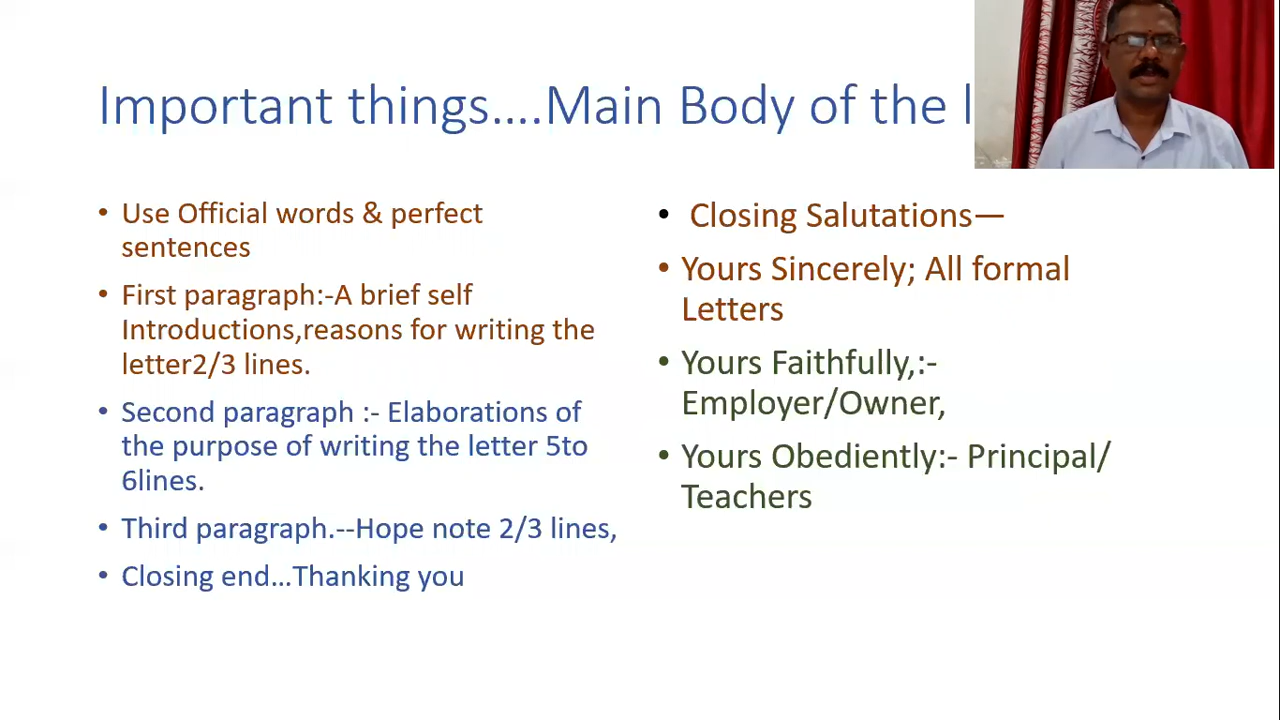 Important things....Main Body of the l
• Use Official words & perfect
sentences
• First paragraph:-A brief self
Introductions,reasons for writing the
letter2/3 lines.
• Second paragraph :- Elaborations of
the purpose of writing the letter 5to
6lines.
• Third paragraph.--Hope note 2/3 lines,
• Closing end...Thanking you
• Closing Salutations—
• Yours Sincerely; All formal
Letters
• Yours Faithfully,:-
Employer/Owner,
• Yours Obediently:- Principal/
Teachers